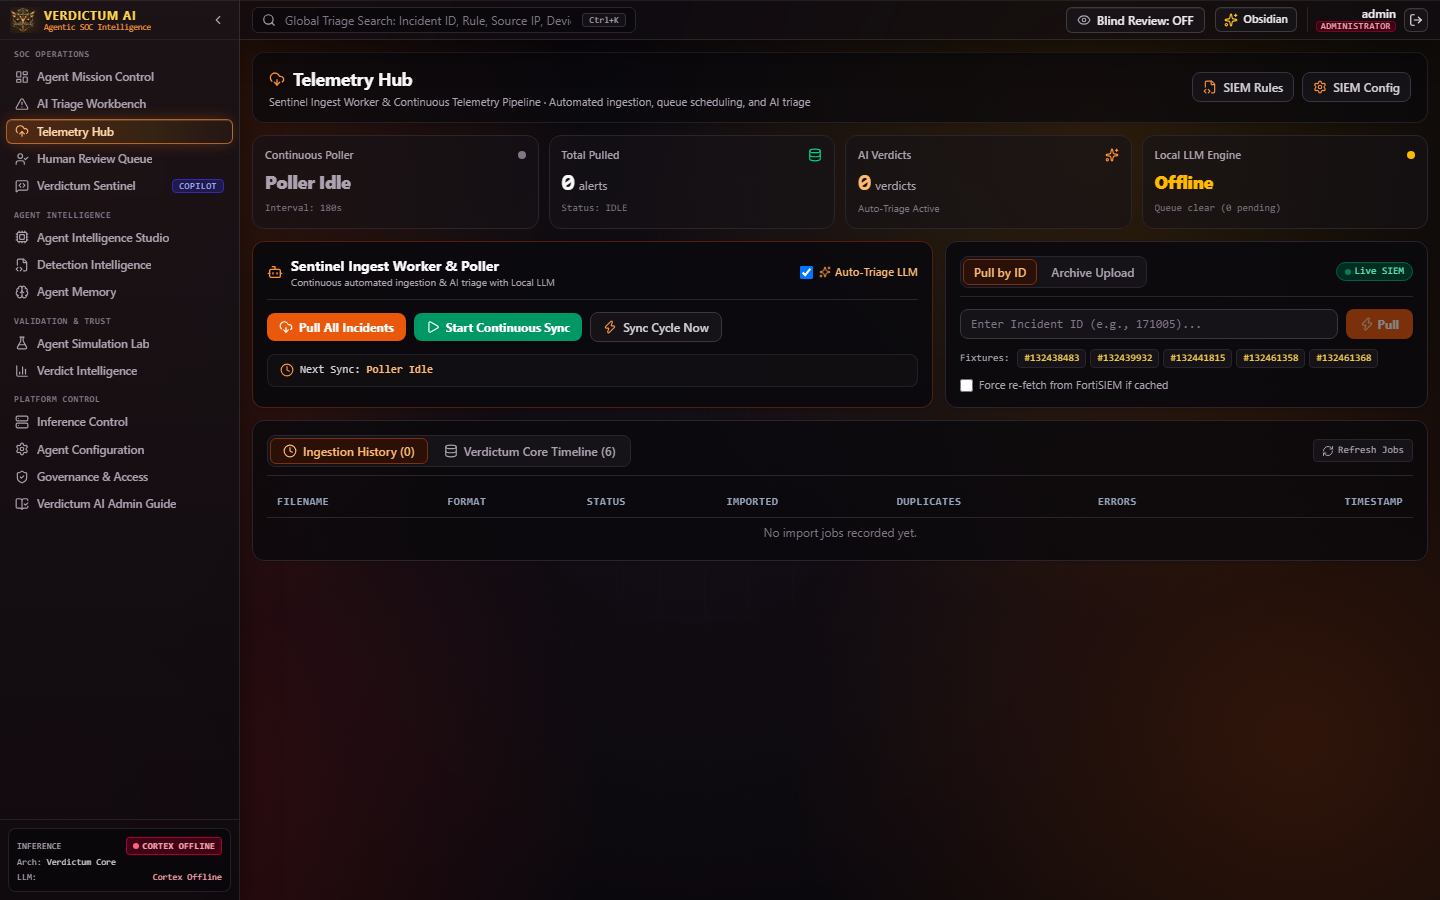 VERDICTUM AI
Agentic SOC Intelligence
Global Triage Search: Incident ID, Rule, Source IP, Devi
Ctrl+K
Blind Review: OFF
Obsidian
admin
ADMINISTRATOR
SOC OPERATIONS
Agent Mission Control
AI Triage Workbench
Telemetry Hub
Human Review Queue
Verdictum Sentinel
COPILOT
AGENT INTELLIGENCE
Agent Intelligence Studio
Detection Intelligence
Agent Memory
VALIDATION & TRUST
Agent Simulation Lab
Verdict Intelligence
PLATFORM CONTROL
Inference Control
Agent Configuration
Governance & Access
Verdictum AI Admin Guide
INFERENCE
CORTEX OFFLINE
Arch: Verdictum Core
LLM:
Cortex Offline
Telemetry Hub
Sentinel Ingest Worker & Continuous Telemetry Pipeline · Automated ingestion, queue scheduling, and AI triage
SIEM Rules
SIEM Config
Continuous Poller
Poller Idle
Interval: 180s
Total Pulled
0 alerts
Status: IDLE
AI Verdicts
0 verdicts
Auto-Triage Active
Local LLM Engine
Offline
Queue clear (0 pending)
Sentinel Ingest Worker & Poller
Continuous automated ingestion & AI triage with Local LLM
Auto-Triage LLM
Pull All Incidents
Start Continuous Sync
Sync Cycle Now
Next Sync: Poller Idle
Pull by ID
Archive Upload
Live SIEM
Enter Incident ID (e.g., 171005)...
Pull
Fixtures: #132438483 #132439932 #132441815 #132461358 #132461368
Force re-fetch from FortiSIEM if cached
Ingestion History (0)
Verdictum Core Timeline (6)
Refresh Jobs
FILENAME FORMAT STATUS IMPORTED DUPLICATES ERRORS TIMESTAMP
No import jobs recorded yet.